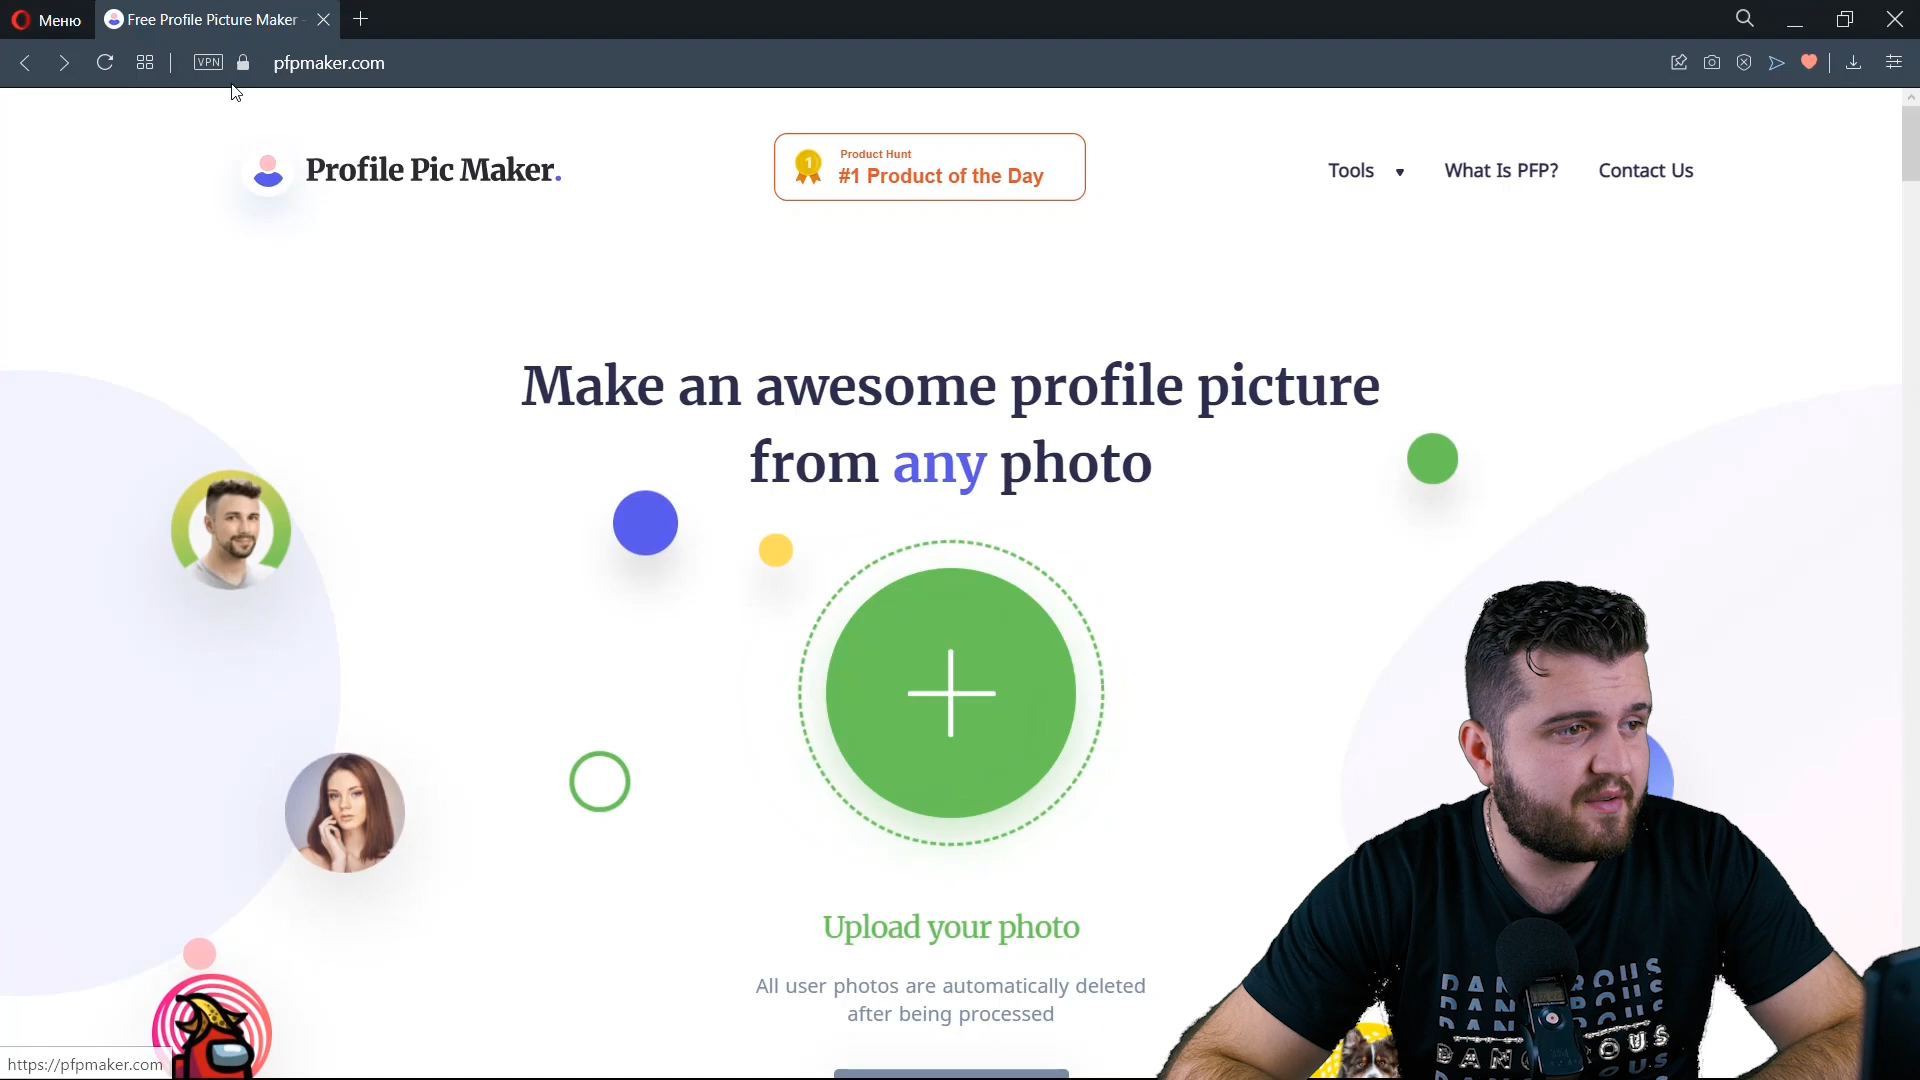 Меню
Free Profile Picture Maker
VPN
pfpmaker.com
Profile Pic Maker.
1
Product Hunt
#1 Product of the Day
Tools
What Is PFP?
Contact Us
Make an awesome profile picture
from any photo
Upload your photo
All user photos are automatically deleted
after being processed
https://pfpmaker.com